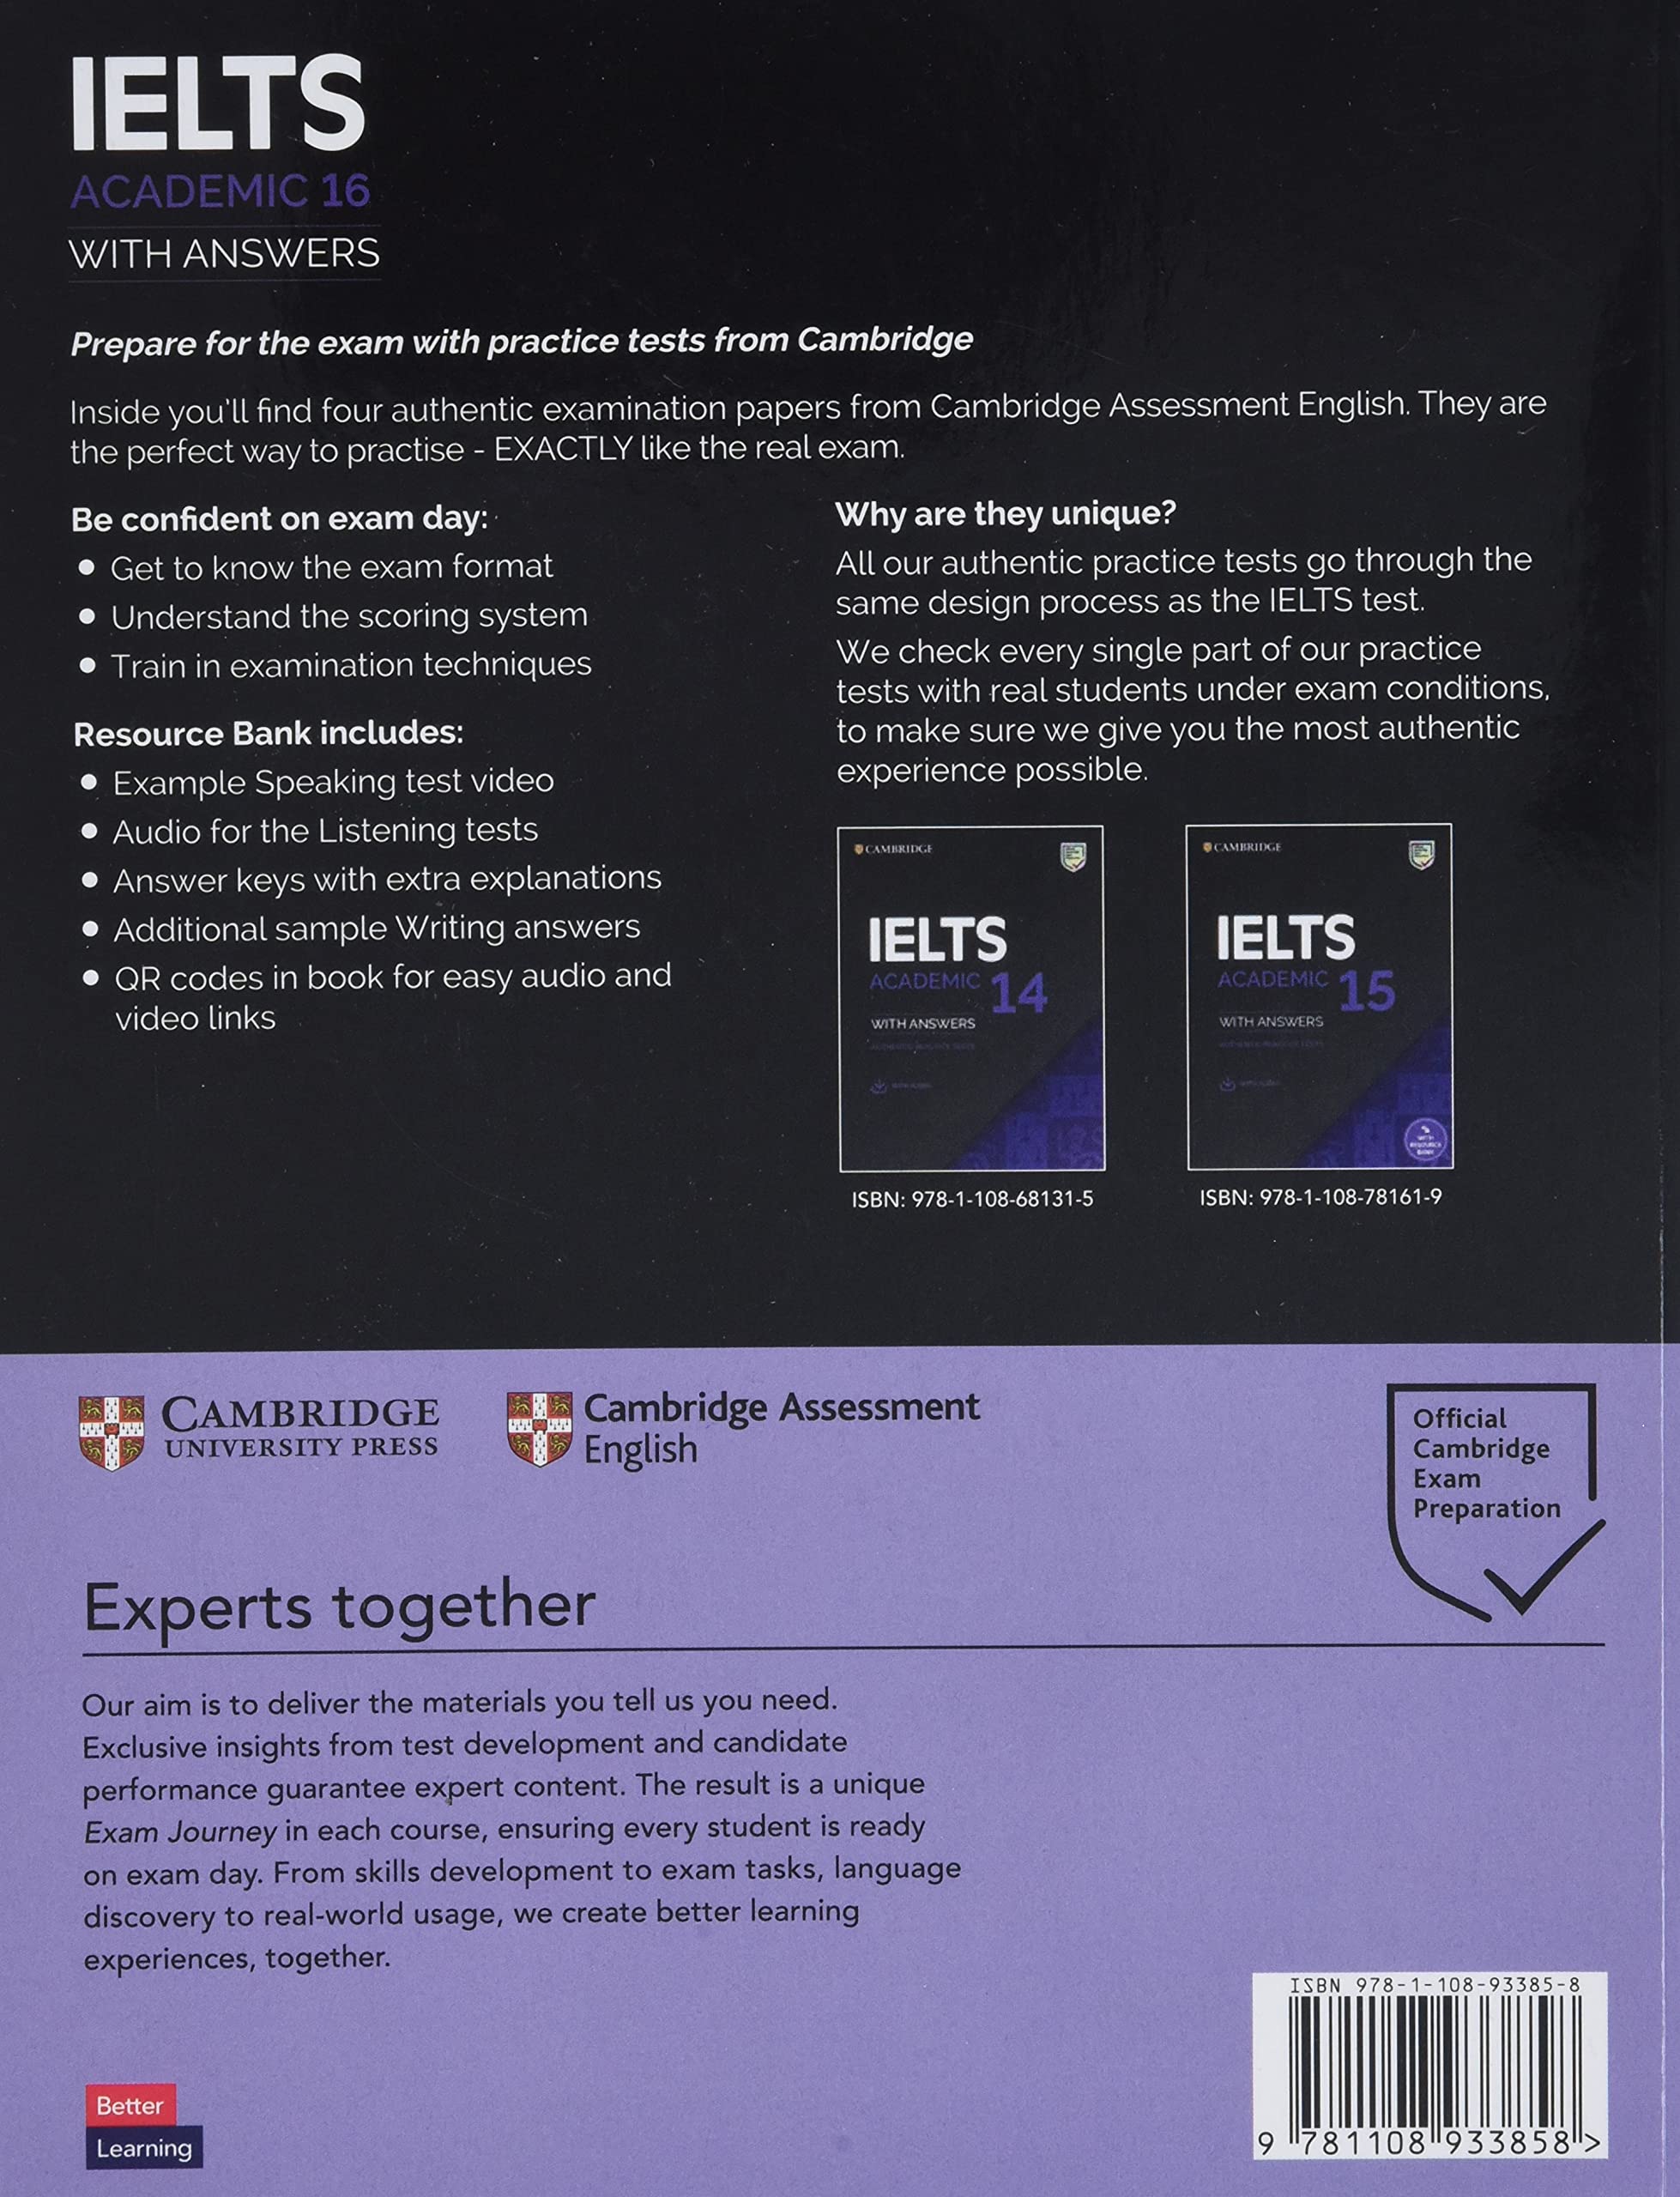 IELTS
ACADEMIC 16
WITH ANSWERS
Prepare for the exam with practice tests from Cambridge
Inside you'll find four authentic examination papers from Cambridge Assessment English. They are
the perfect way to practise - EXACTLY like the real exam.
Be confident on exam day:
• Get to know the exam format
• Understand the scoring system
• Train in examination techniques
Resource Bank includes:
• Example Speaking test video
• Audio for the Listening tests
• Answer keys with extra explanations
• Additional sample Writing answers
• QR codes in book for easy audio and
video links
Why are they unique?
All our authentic practice tests go through the
same design process as the IELTS test.
We check every single part of our practice
tests with real students under exam conditions,
to make sure we give you the most authentic
experience possible.
CAMBRIDGE
IELTS
ACADEMIC 14
WITH ANSWERS
ISBN: 978-1-108-68131-5
CAMBRIDGE
IELTS
ACADEMIC 15
WITH ANSWERS
ISBN: 978-1-108-78161-9
CAMBRIDGE
UNIVERSITY PRESS
Cambridge Assessment
English
Official
Cambridge
Exam
Preparation
Experts together
Our aim is to deliver the materials you tell us you need.
Exclusive insights from test development and candidate
performance guarantee expert content. The result is a unique
Exam Journey in each course, ensuring every student is ready
on exam day. From skills development to exam tasks, language
discovery to real-world usage, we create better learning
experiences, together.
Better
Learning
ISBN 978-1-108-93385-8
9 781108 933858 >